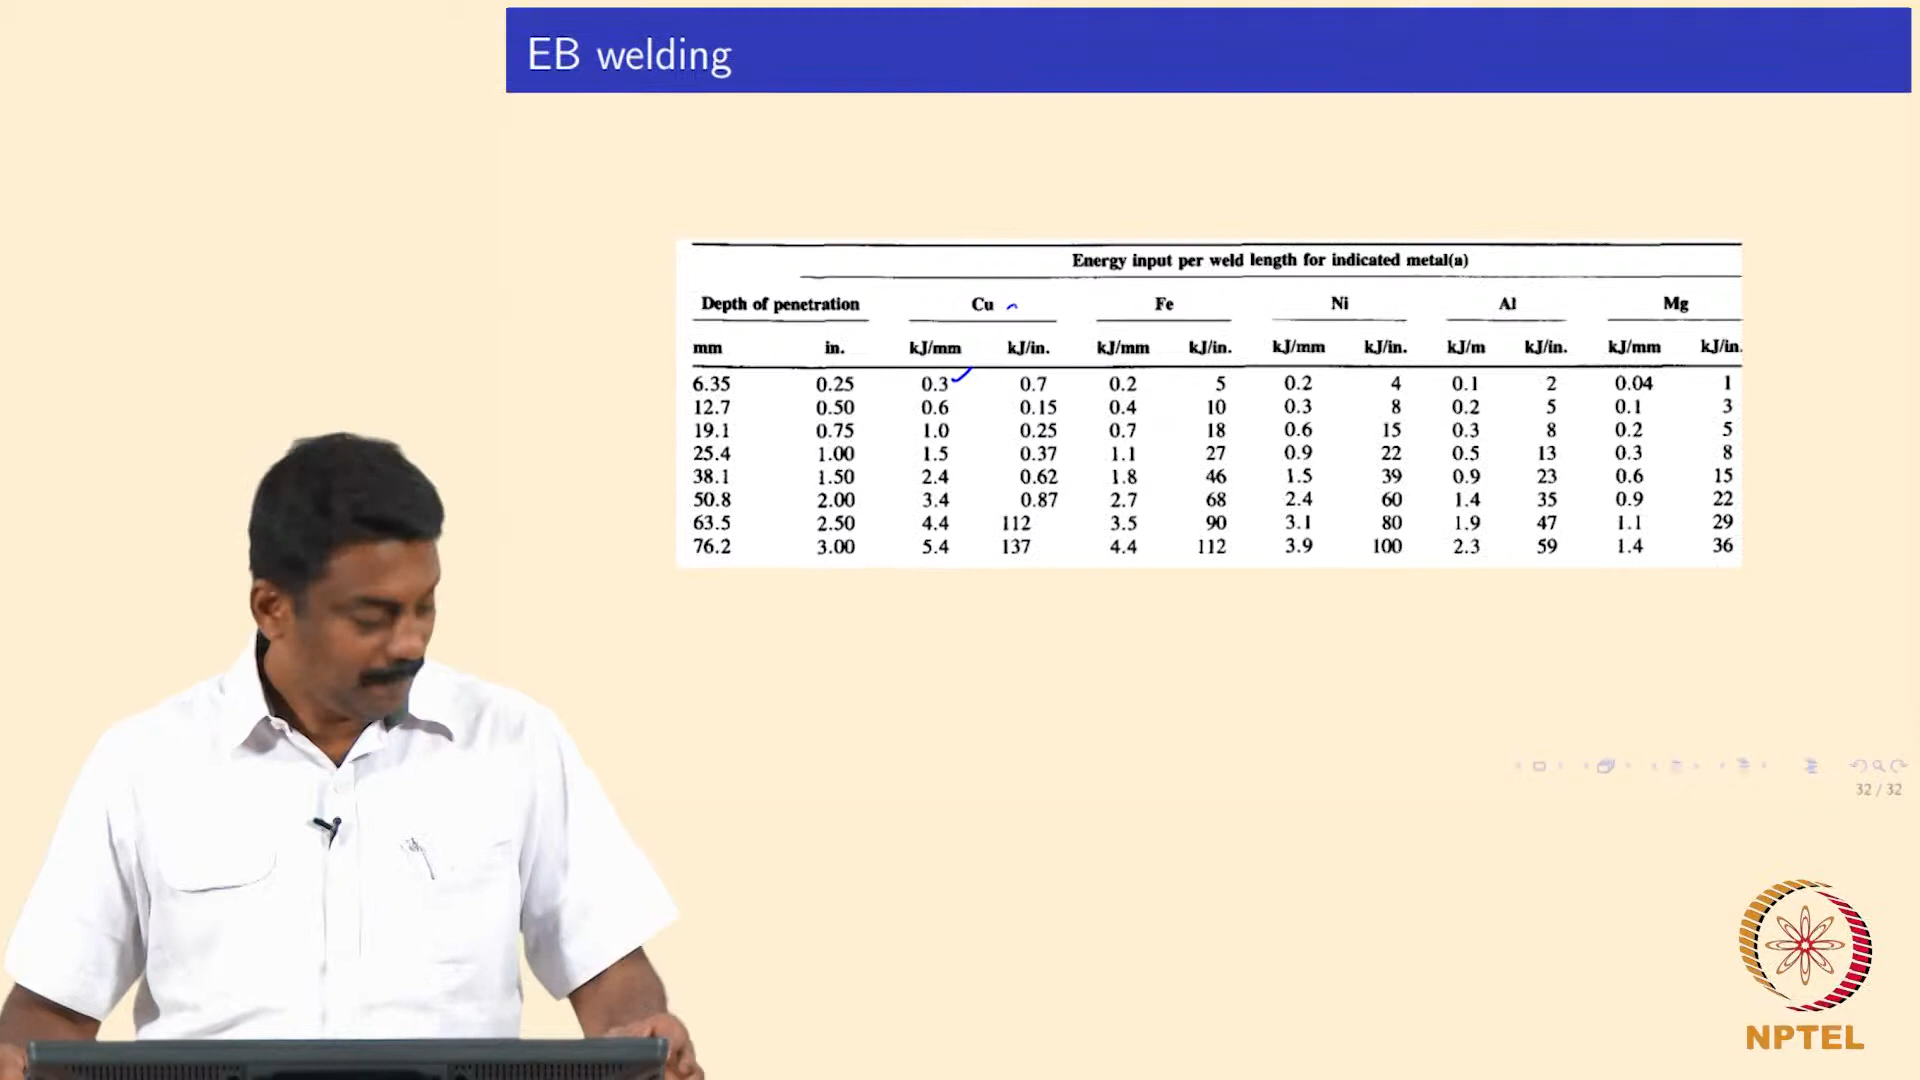 EB welding
Energy input per weld length for indicated metal(a)
Depth of penetration Cu Fe Ni Al Mg
mm in. kJ/mm kJ/in. kJ/mm kJ/in. kJ/mm kJ/in. kJ/m kJ/in. kJ/mm kJ/in.
6.35 0.25 0.3 0.7 0.2 5 0.2 4 0.1 2 0.04 1
12.7 0.50 0.6 0.15 0.4 10 0.3 8 0.2 5 0.1 3
19.1 0.75 1.0 0.25 0.7 18 0.6 15 0.3 8 0.2 5
25.4 1.00 1.5 0.37 1.1 27 0.9 22 0.5 13 0.3 8
38.1 1.50 2.4 0.62 1.8 46 1.5 39 0.9 23 0.6 15
50.8 2.00 3.4 0.87 2.7 68 2.4 60 1.4 35 0.9 22
63.5 2.50 4.4 112 3.5 90 3.1 80 1.9 47 1.1 29
76.2 3.00 5.4 137 4.4 112 3.9 100 2.3 59 1.4 36
32 / 32
NPTEL